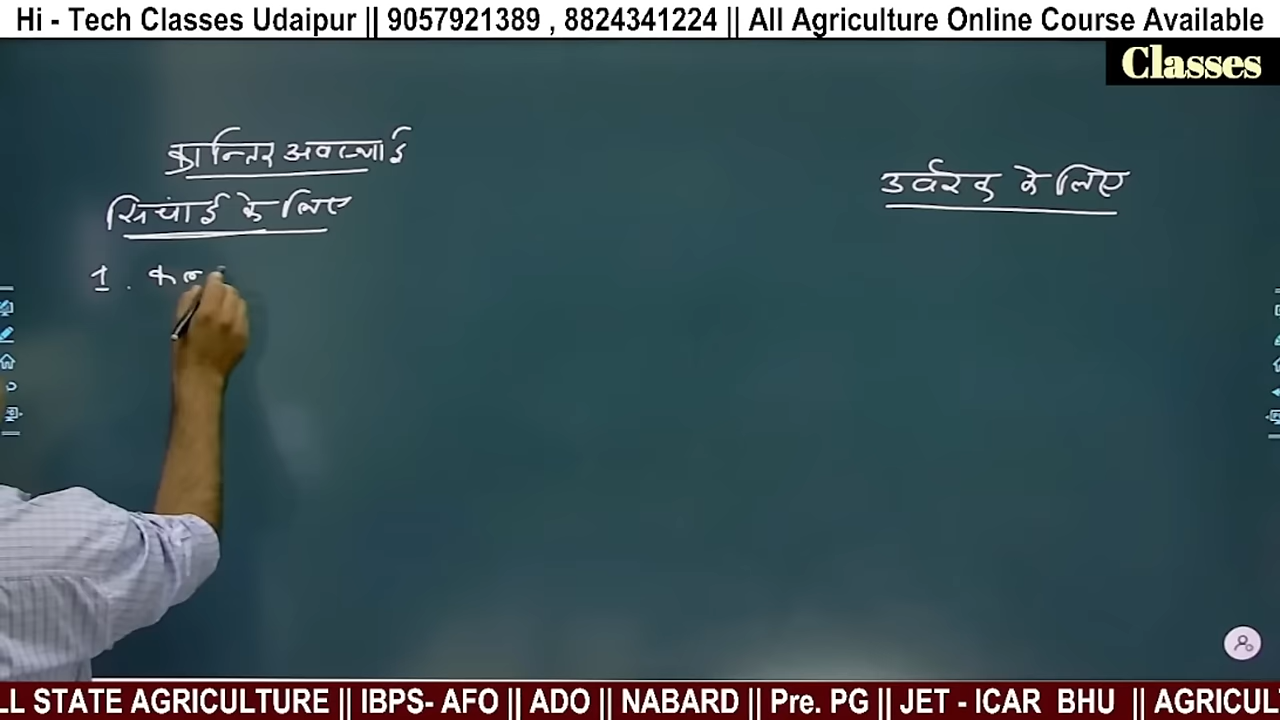 Hi - Tech Classes Udaipur || 9057921389 , 8824341224 || All Agriculture Online Course Available
Classes
क्रान्तिर अवस्थाई
सिचांई के लिए
उर्वरक के लिए
1. कल
LL STATE AGRICULTURE || IBPS- AFO || ADO || NABARD || Pre. PG || JET - ICAR BHU || AGRICUL